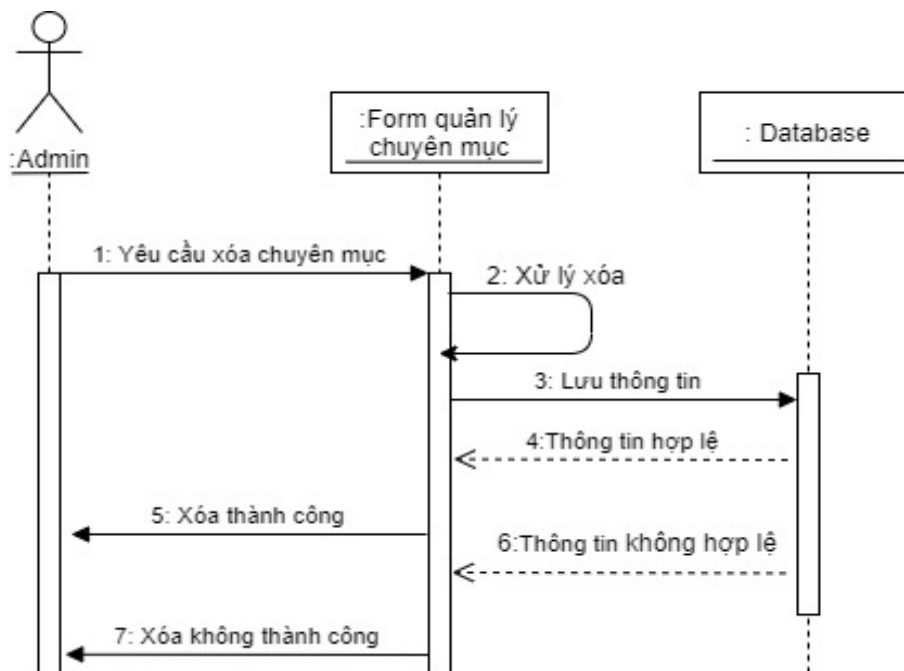 :Form quản lý
chuyên mục
: Database
:Admin
1: Yêu cầu xóa chuyên mục
2: Xử lý xóa
3: Lưu thông tin
4:Thông tin hợp lệ
5: Xóa thành công
6:Thông tin không hợp lệ
7: Xóa không thành công